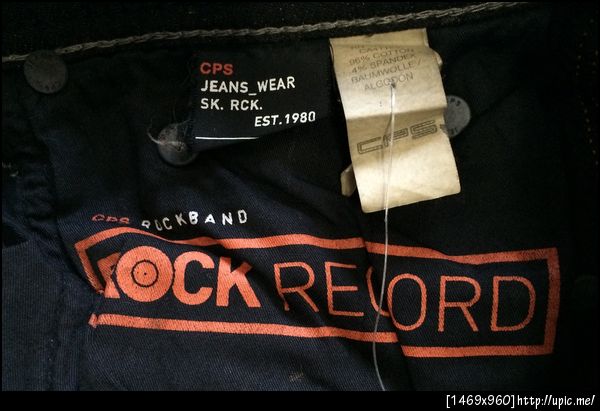 CPS
JEANS_WEAR
SK. RCK.
EST.1980
96% COTTON
4% SPANDEX
BAUMWOLLE/
ALGODON
CPS
CPS ROCKBAND
ROCK RECORD
[1469x960]http://upic.me/